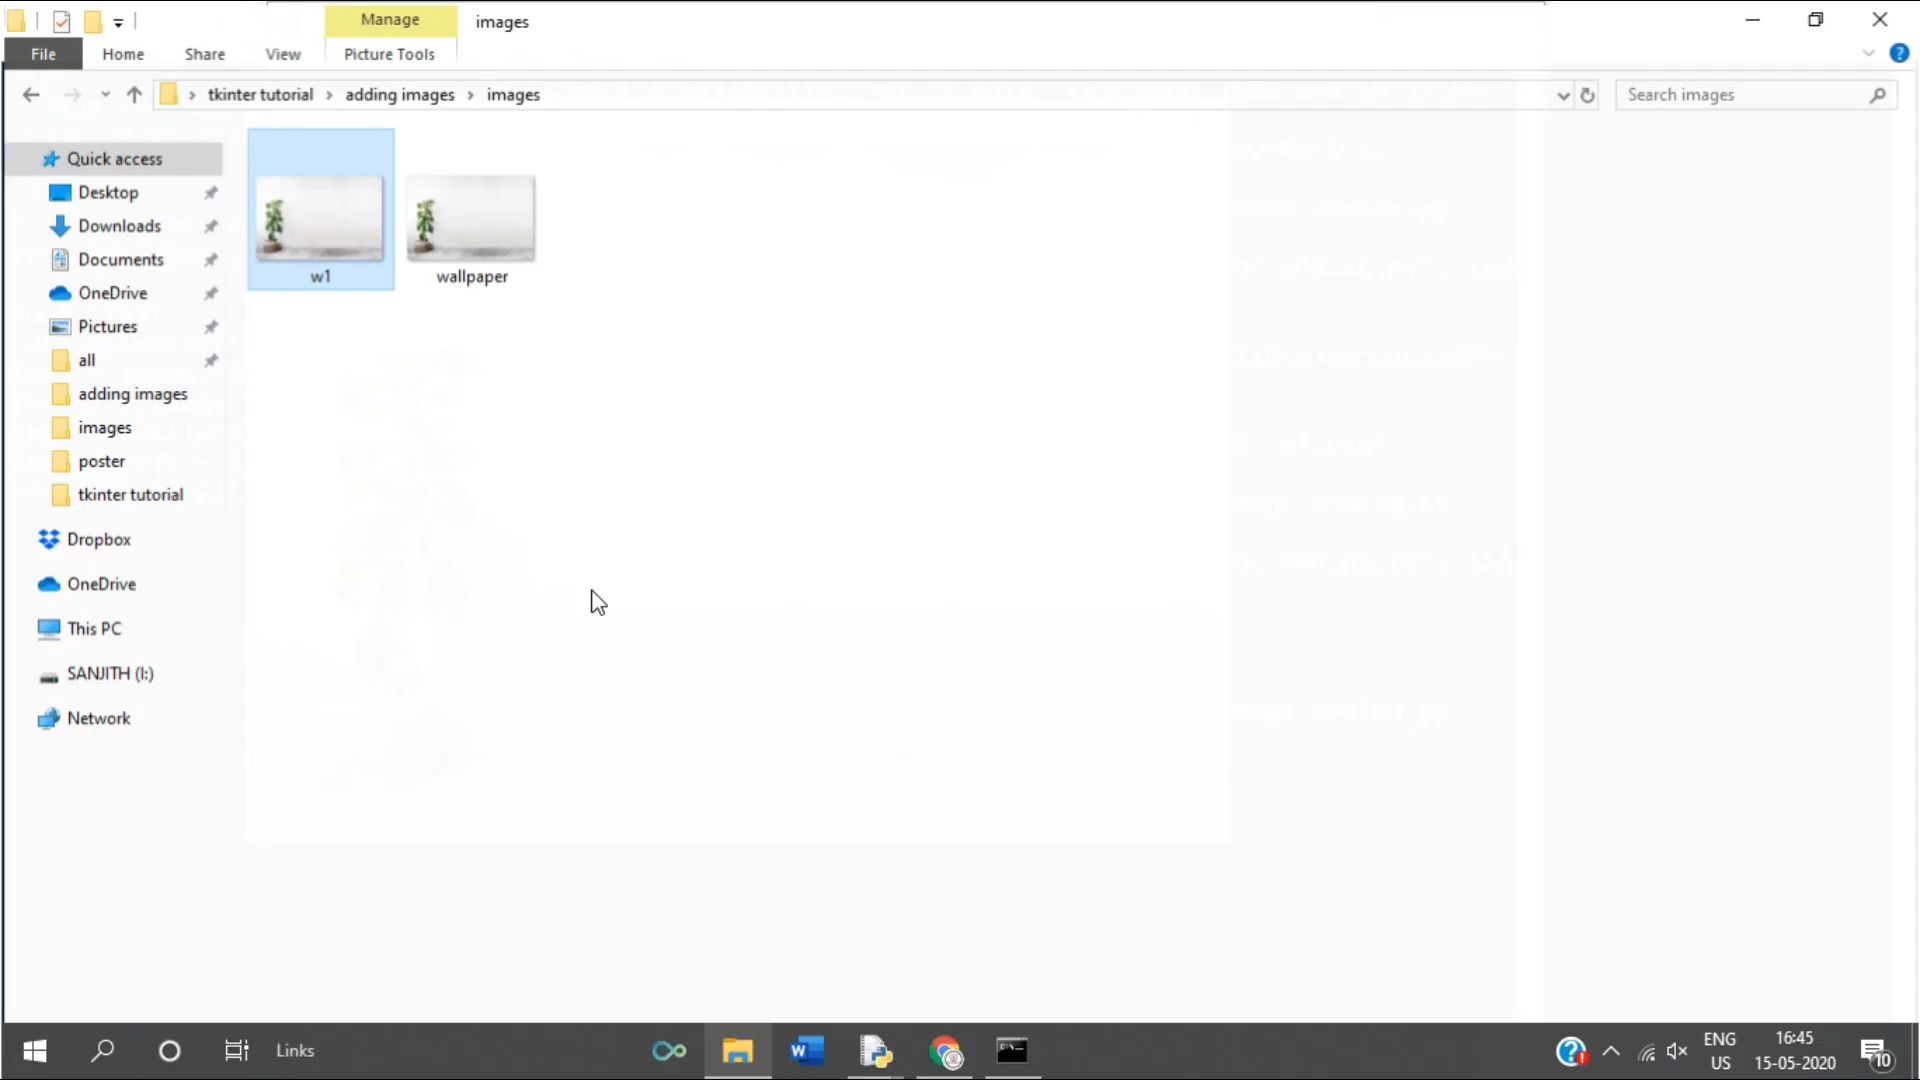 Manage
images
File
Home
Share
View
Picture Tools
tkinter tutorial
adding images
images
Search images
Quick access
Desktop
Downloads
Documents
OneDrive
Pictures
all
adding images
images
poster
tkinter tutorial
Dropbox
OneDrive
This PC
SANJITH (I:)
Network
w1
wallpaper
Links
ENG
US
16:45
15-05-2020
10